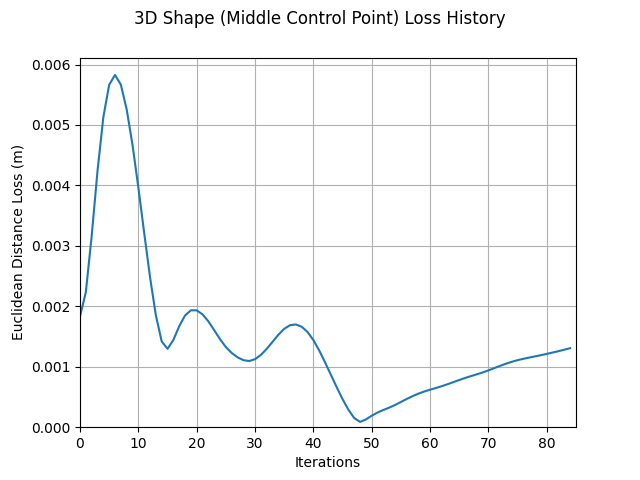 3D Shape (Middle Control Point) Loss History
0.006
0.005
0.004
0.003
0.002
0.001
0.000
Euclidean Distance Loss (m)
0 10 20 30 40 50 60 70 80
Iterations